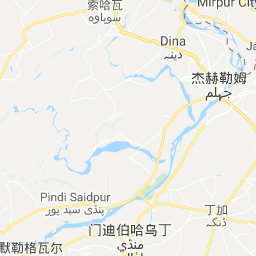 Mirpur City
索哈瓦
سوہاوہ
Dina
دینہ
杰赫勒姆
جہلم
Pindi Saidpur
پنڈی سید پور
丁加
ڈنگہ
门迪伯哈乌丁
منڈی
默勒格瓦尔